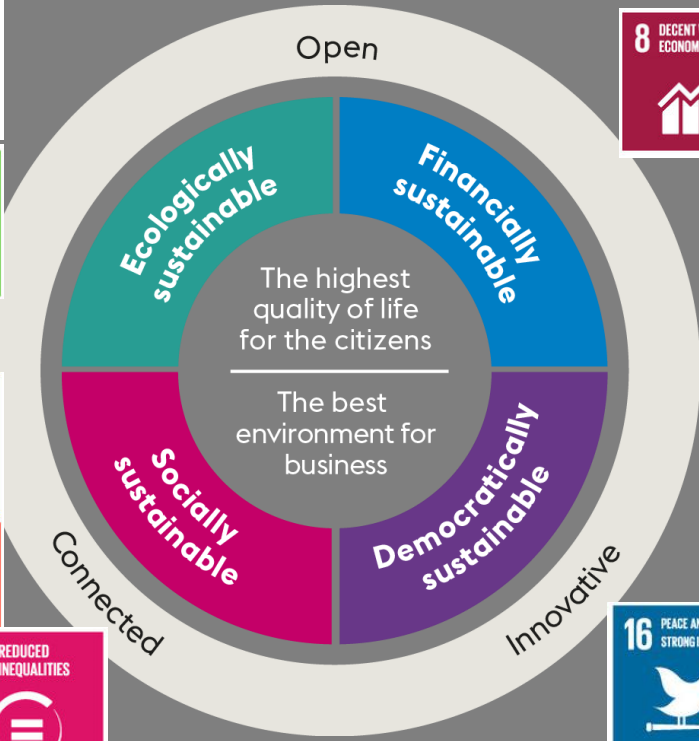 Open
8 DECENT
ECONOM
Ecologically
sustainable
Financially
sustainable
The highest
quality of life
for the citizens
The best
environment for
business
Socially
sustainable
Democratically
sustainable
Connected
Innovative
REDUCED
INEQUALITIES
16 PEACE AN
STRONG